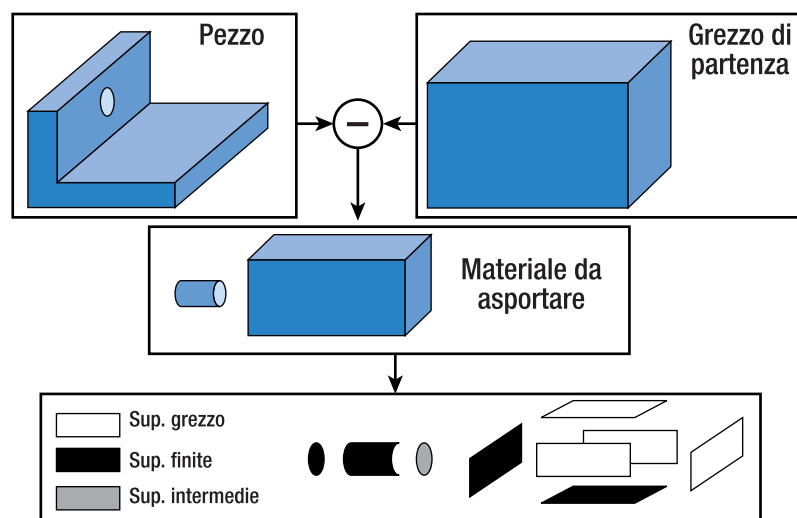 Pezzo
Grezzo di
partenza
Materiale da
asportare
Sup. grezzo
Sup. finite
Sup. intermedie